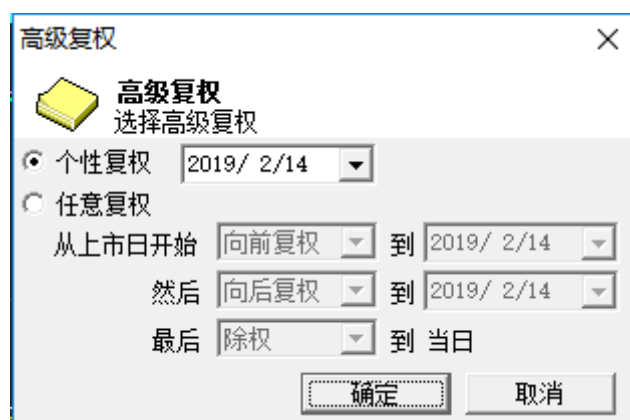 高级复权
高级复权
选择高级复权
个性复权 2019/ 2/14
任意复权
从上市日开始 向前复权 到 2019/ 2/14
然后 向后复权 到 2019/ 2/14
最后 除权 到 当日
确定 取消